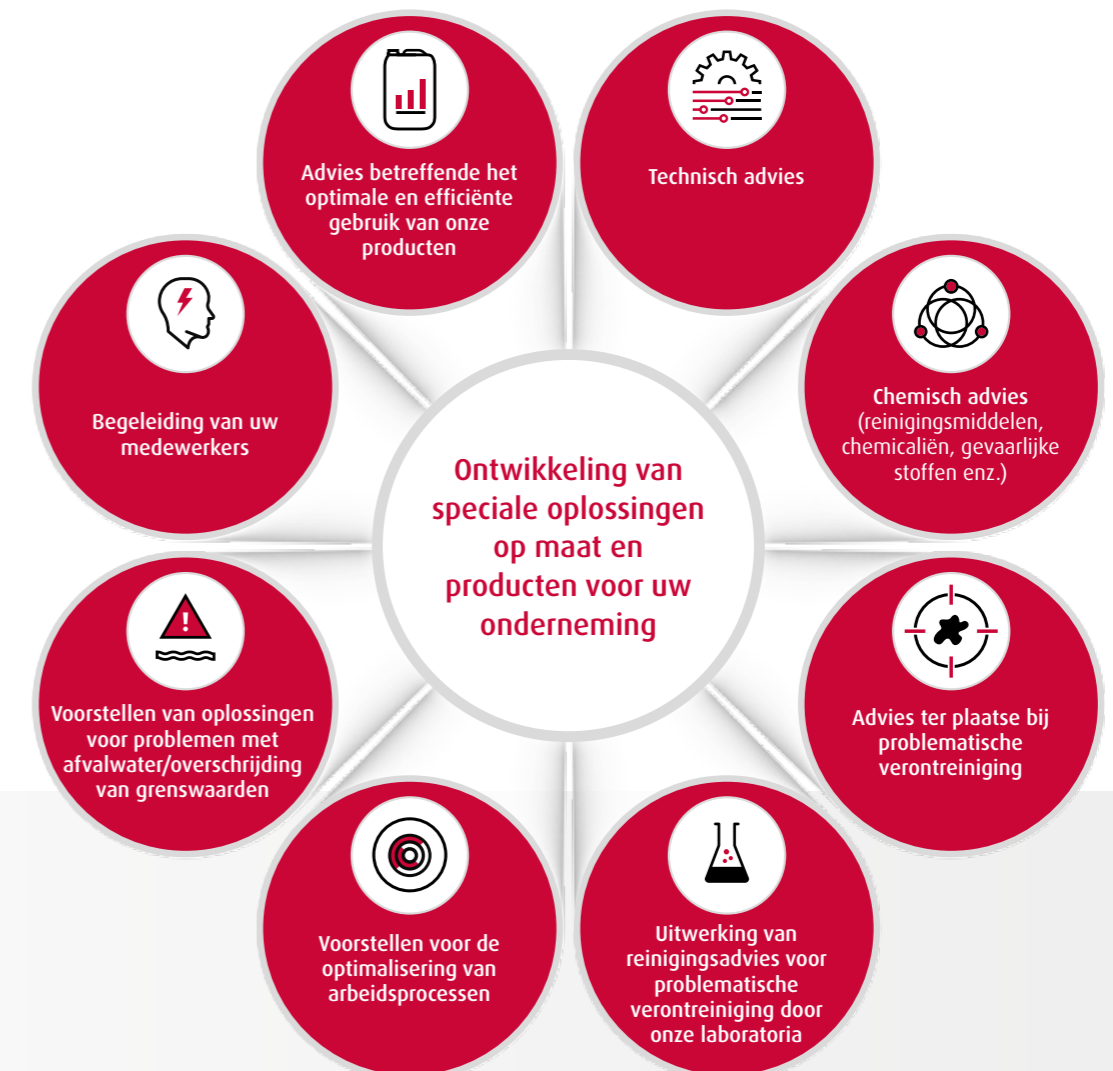 Advies betreffende het
optimale en efficiënte
gebruik van onze
producten
Technisch advies
Begeleiding van uw
medewerkers
Chemisch advies
(reinigingsmiddelen,
chemicaliën, gevaarlijke
stoffen enz.)
Ontwikkeling van
speciale oplossingen
op maat en
producten voor uw
onderneming
Voorstellen van oplossingen
voor problemen met
afvalwater/overschrijding
van grenswaarden
Advies ter plaatse bij
problematische
verontreiniging
Voorstellen voor de
optimalisering van
arbeidsprocessen
Uitwerking van
reinigingsadvies voor
problematische
verontreiniging door
onze laboratoria